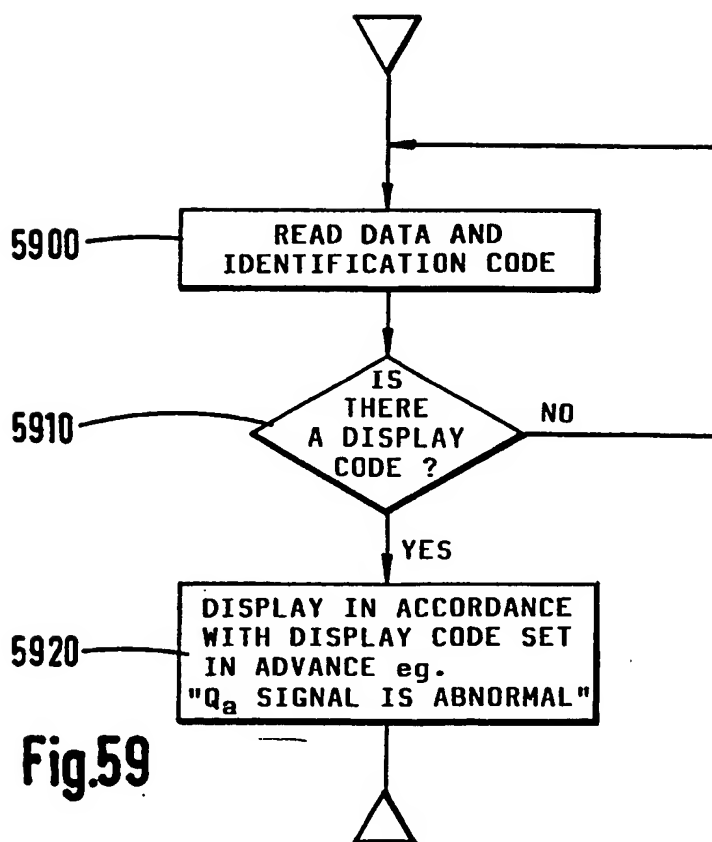 5900
READ DATA AND
IDENTIFICATION CODE
5910
IS
THERE
A DISPLAY
CODE ?
NO
YES
5920
DISPLAY IN ACCORDANCE
WITH DISPLAY CODE SET
IN ADVANCE eg.
"Qa SIGNAL IS ABNORMAL"
Fig.59